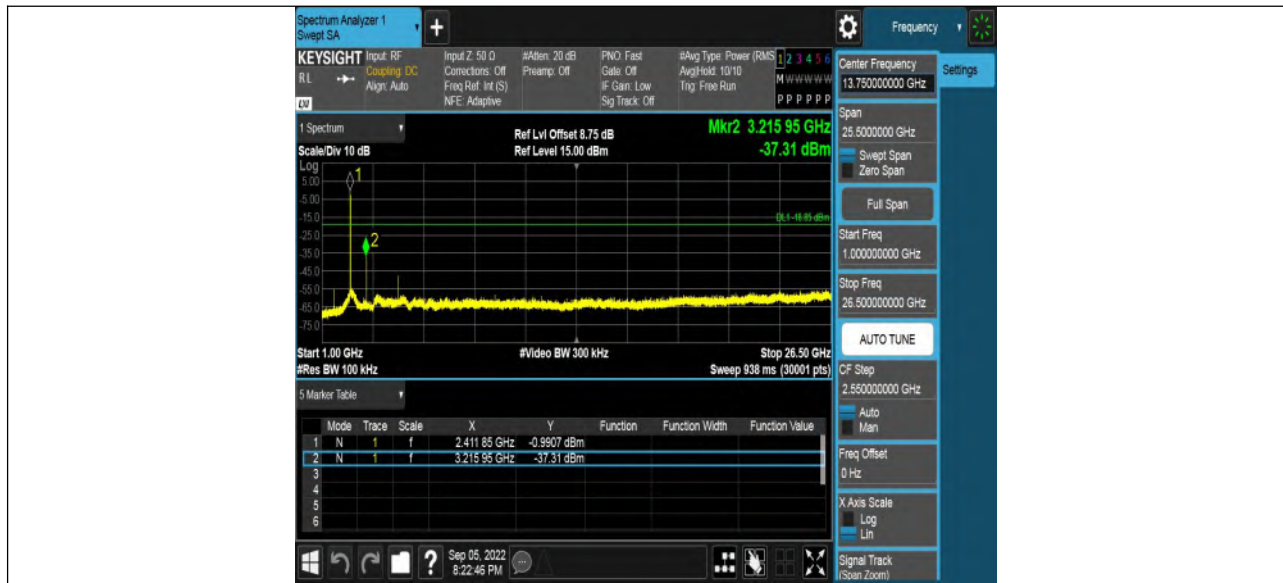 Spectrum Analyzer 1
Swept SA
+
Frequency
KEYSIGHT
RL
LXI
Input: RF
Coupling: DC
Align: Auto
Input Z: 50 Ω
Corrections: Off
Freq Ref: Int (S)
NFE: Adaptive
#Atten: 20 dB
Preamp: Off
PNO: Fast
Gate: Off
IF Gain: Low
Sig Track: Off
#Avg Type: Power (RMS
Avg|Hold: 10/10
Trig: Free Run
1 2 3 4 5 6
M W W W W W
P P P P P P
Center Frequency
13.750000000 GHz
Settings
1 Spectrum
Scale/Div 10 dB
Ref Lvl Offset 8.75 dB
Ref Level 15.00 dBm
Mkr2 3.215 95 GHz
-37.31 dBm
Log
5.00
-5.00
-15.0
-25.0
-35.0
-45.0
-55.0
-65.0
-75.0
1
2
DL1 -18.85 dBm
Start 1.00 GHz
#Res BW 100 kHz
#Video BW 300 kHz
Stop 26.50 GHz
Sweep 938 ms (30001 pts)
Span
25.5000000 GHz
Swept Span
Zero Span
Full Span
Start Freq
1.000000000 GHz
Stop Freq
26.500000000 GHz
AUTO TUNE
CF Step
2.550000000 GHz
Auto
Man
Freq Offset
0 Hz
X Axis Scale
Log
Lin
Signal Track
(Span Zoom)
5 Marker Table
Mode Trace Scale X Y Function Function Width Function Value
1 N 1 f 2.411 85 GHz -0.9907 dBm
2 N 1 f 3.215 95 GHz -37.31 dBm
3
4
5
6
?
Sep 05, 2022
8:22:46 PM